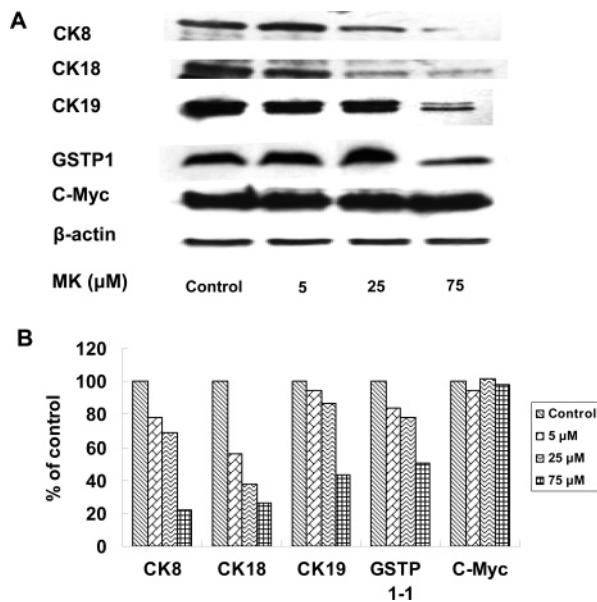 A
CK8
CK18
CK19
GSTP1
C-Myc
β-actin
MK (µM) Control 5 25 75
B
120
100
80
60
40
20
0
% of control
CK8 CK18 CK19 GSTP 1-1 C-Myc
Control
5 µM
25 µM
75 µM